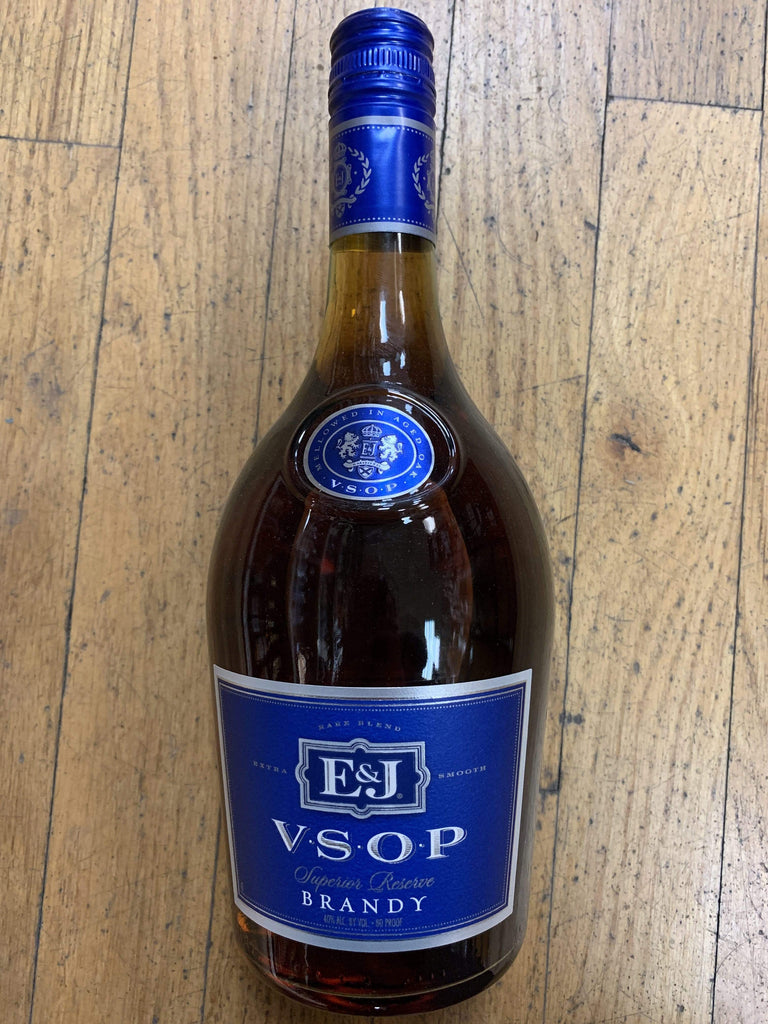 MELLOWED·IN·AGED·OAK
E&J
V·S·O·P
RARE BLEND
EXTRA E&J® SMOOTH
V·S·O·P
Superior Reserve
BRANDY
40% ALC. BY VOL. • 80 PROOF